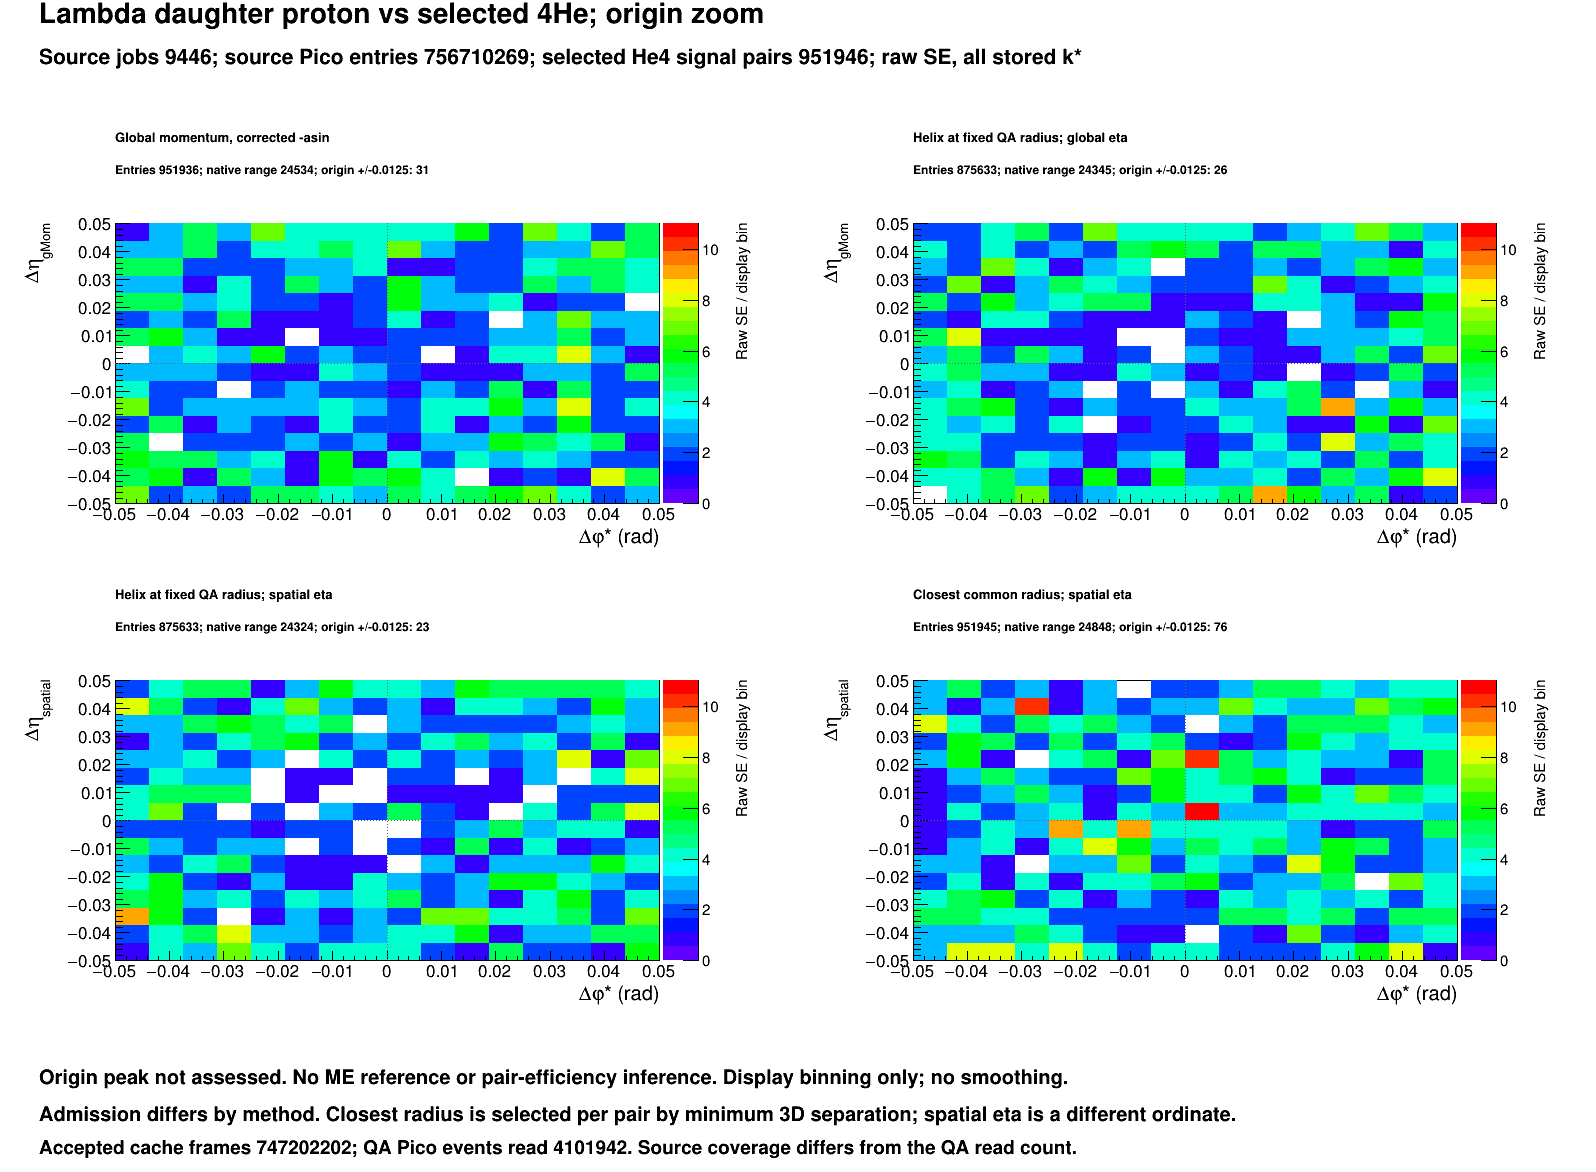 Lambda daughter proton vs selected 4He; origin zoom
Source jobs 9446; source Pico entries 756710269; selected He4 signal pairs 951946; raw SE, all stored k*
Global momentum, corrected -asin
Entries 951936; native range 24534; origin +/-0.0125: 31
Δη gMom
0.05
0.04
0.03
0.02
0.01
0
−0.01
−0.02
−0.03
−0.04
−0.05
−0.05 −0.04 −0.03 −0.02 −0.01 0 0.01 0.02 0.03 0.04 0.05
Δφ* (rad)
10
8
6
4
2
0
Raw SE / display bin
Helix at fixed QA radius; global eta
Entries 875633; native range 24345; origin +/-0.0125: 26
Δη gMom
0.05
0.04
0.03
0.02
0.01
0
−0.01
−0.02
−0.03
−0.04
−0.05
−0.05 −0.04 −0.03 −0.02 −0.01 0 0.01 0.02 0.03 0.04 0.05
Δφ* (rad)
10
8
6
4
2
0
Raw SE / display bin
Helix at fixed QA radius; spatial eta
Entries 875633; native range 24324; origin +/-0.0125: 23
Δη spatial
0.05
0.04
0.03
0.02
0.01
0
−0.01
−0.02
−0.03
−0.04
−0.05
−0.05 −0.04 −0.03 −0.02 −0.01 0 0.01 0.02 0.03 0.04 0.05
Δφ* (rad)
10
8
6
4
2
0
Raw SE / display bin
Closest common radius; spatial eta
Entries 951945; native range 24848; origin +/-0.0125: 76
Δη spatial
0.05
0.04
0.03
0.02
0.01
0
−0.01
−0.02
−0.03
−0.04
−0.05
−0.05 −0.04 −0.03 −0.02 −0.01 0 0.01 0.02 0.03 0.04 0.05
Δφ* (rad)
10
8
6
4
2
0
Raw SE / display bin
Origin peak not assessed. No ME reference or pair-efficiency inference. Display binning only; no smoothing.
Admission differs by method. Closest radius is selected per pair by minimum 3D separation; spatial eta is a different ordinate.
Accepted cache frames 747202202; QA Pico events read 4101942. Source coverage differs from the QA read count.